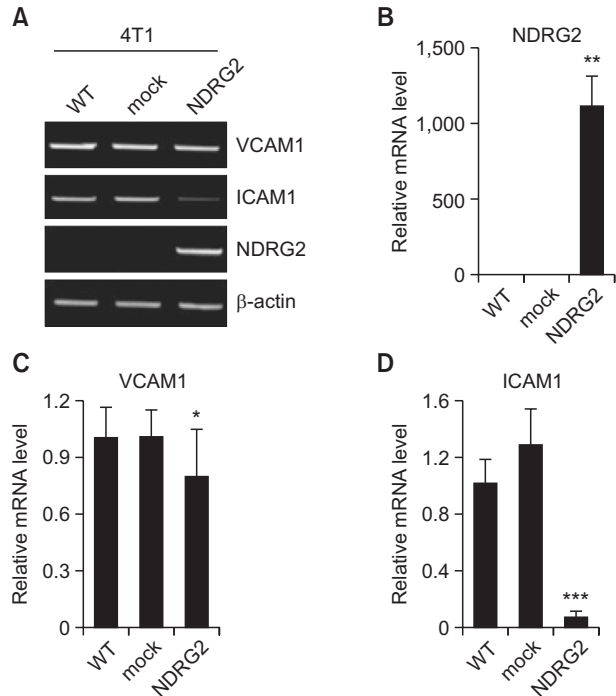 A
4T1
WT mock NDRG2
VCAM1
ICAM1
NDRG2
β-actin
B
NDRG2
Relative mRNA level
1,500
1,000
500
0
**
WT mock NDRG2
C
VCAM1
Relative mRNA level
1.2
0.9
0.6
0.3
0
*
WT mock NDRG2
D
ICAM1
Relative mRNA level
1.6
1.2
0.8
0.4
0
***
WT mock NDRG2